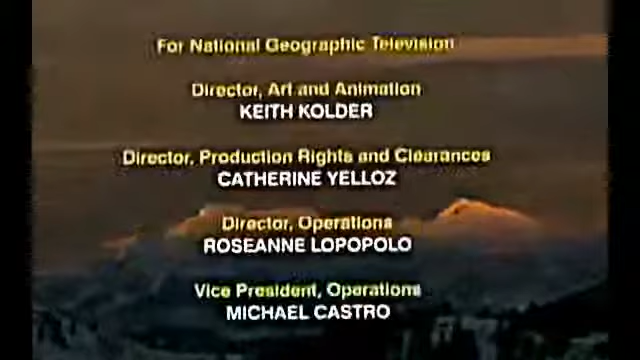 For National Geographic Television
Director, Art and Animation
KEITH KOLDER
Director, Production Rights and Clearances
CATHERINE YELLOZ
Director, Operations
ROSEANNE LOPOPOLO
Vice President, Operations
MICHAEL CASTRO